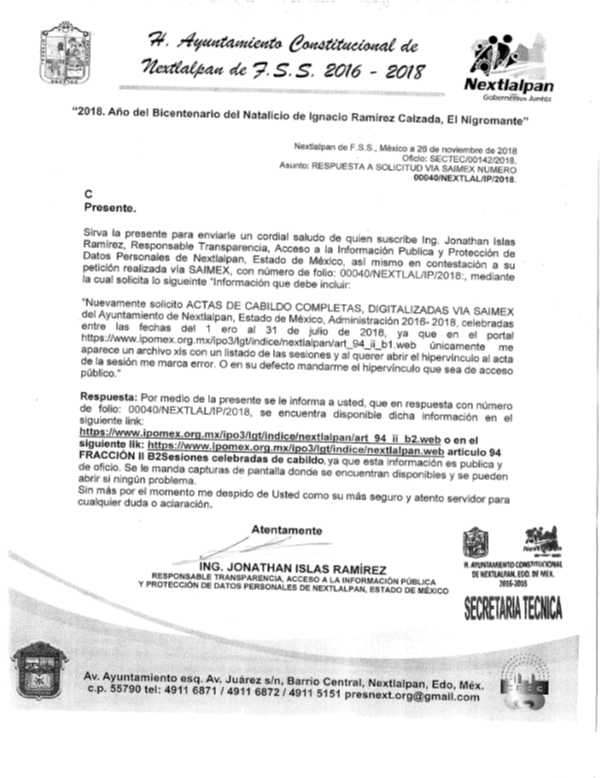 H. Ayuntamiento Constitucional de
Nextlalpan de F.S.S. 2016 - 2018
Nextlalpan
Gobernamos Juntos
"2018. Año del Bicentenario del Natalicio de Ignacio Ramírez Calzada, El Nigromante"
Nextlalpan de F.S.S., México a 28 de noviembre de 2018
Oficio: SECTEC/00142/2018.
Asunto: RESPUESTA A SOLICITUD VIA SAIMEX NUMERO
00040/NEXTLAL/IP/2018.
C
Presente.
Sirva la presente para enviarle un cordial saludo de quien suscribe Ing. Jonathan Islas
Ramírez, Responsable Transparencia, Acceso a la Información Publica y Protección de
Datos Personales de Nextlalpan, Estado de México, así mismo en contestación a su
petición realizada vía SAIMEX, con número de folio: 00040/NEXTLAL/IP/2018:, mediante
la cual solicita lo sigueinte "Información que debe incluir:
"Nuevamente solicito ACTAS DE CABILDO COMPLETAS, DIGITALIZADAS VIA SAIMEX
del Ayuntamiento de Nextlalpan, Estado de México, Administración 2016- 2018, celebradas
entre las fechas del 1 ero al 31 de julio de 2018, ya que en el portal
https://www.ipomex.org.mx/ipo3/lgt/indice/nextlalpan/art_94_ii_b1.web únicamente me
aparece un archivo xls con un listado de las sesiones y al querer abrir el hipervínculo al acta
de la sesión me marca error. O en su defecto mandarme el hipervínculo que sea de acceso
público."
Respuesta: Por medio de la presente se le informa a usted, que en respuesta con número
de folio: 00040/NEXTLAL/IP/2018, se encuentra disponible dicha información en el
siguiente link:
https://www.ipomex.org.mx/ipo3/lgt/indice/nextlalpan/art_94_ii_b2.web o en el
siguiente lik: https://www.ipomex.org.mx/ipo3/lgt/indice/nextlalpan.web articulo 94
FRACCIÓN II B2Sesiones celebradas de cabildo, ya que esta información es publica y
de oficio. Se le manda capturas de pantalla donde se encuentran disponibles y se pueden
abrir si ningún problema.
Sin más por el momento me despido de Usted como su más seguro y atento servidor para
cualquier duda o aclaración.
Atentamente
ING. JONATHAN ISLAS RAMÍREZ
RESPONSABLE TRANSPARENCIA, ACCESO A LA INFORMACIÓN PÚBLICA
Y PROTECCIÓN DE DATOS PERSONALES DE NEXTLALPAN, ESTADO DE MÉXICO
H. AYUNTAMIENTO CONSTITUCIONAL
DE NEXTLALPAN, EDO. DE MEX.
2016-2018
SECRETARIA TECNICA
Av. Ayuntamiento esq. Av. Juárez s/n, Barrio Central, Nextlalpan, Edo, Méx.
c.p. 55790 tel: 4911 6871 / 4911 6872 / 4911 5151 presnext.org@gmail.com